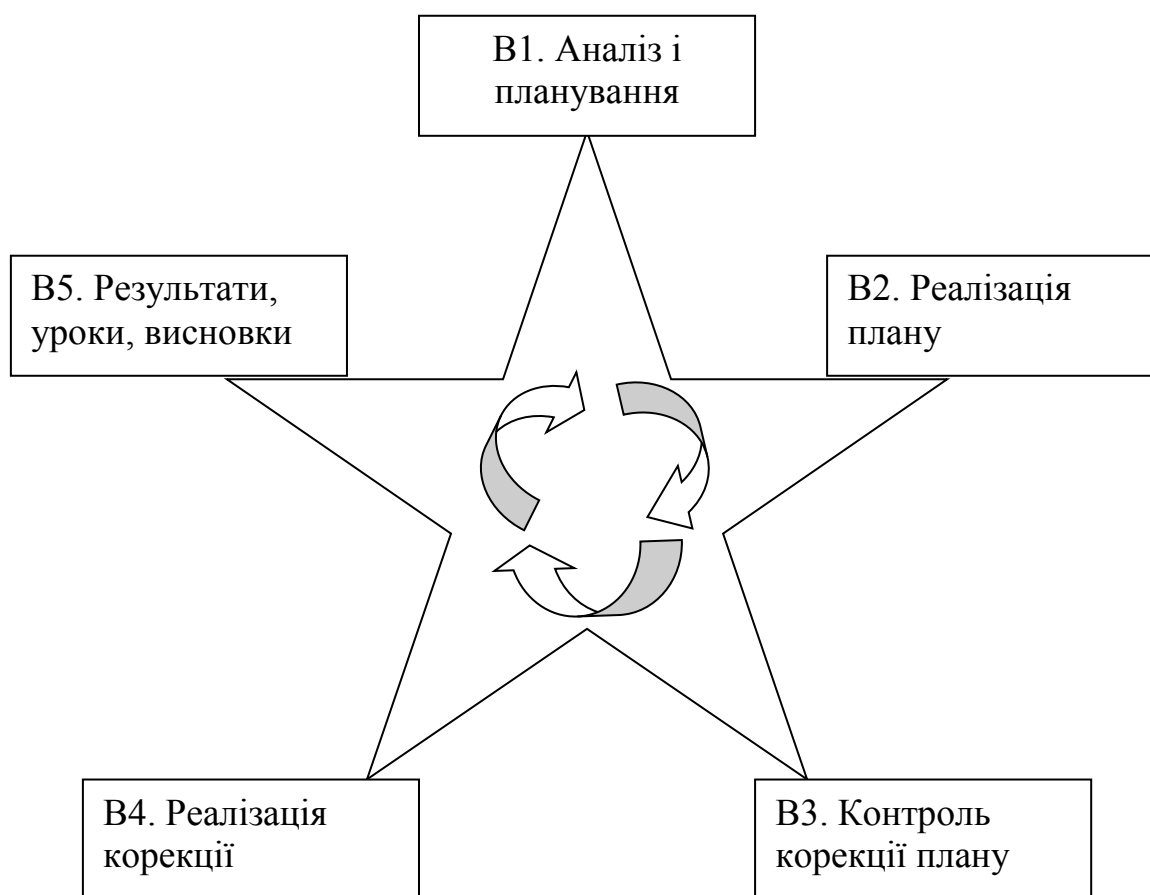 В1. Аналіз і
планування
В5. Результати,
уроки, висновки
В2. Реалізація
плану
В4. Реалізація
корекції
В3. Контроль
корекції плану